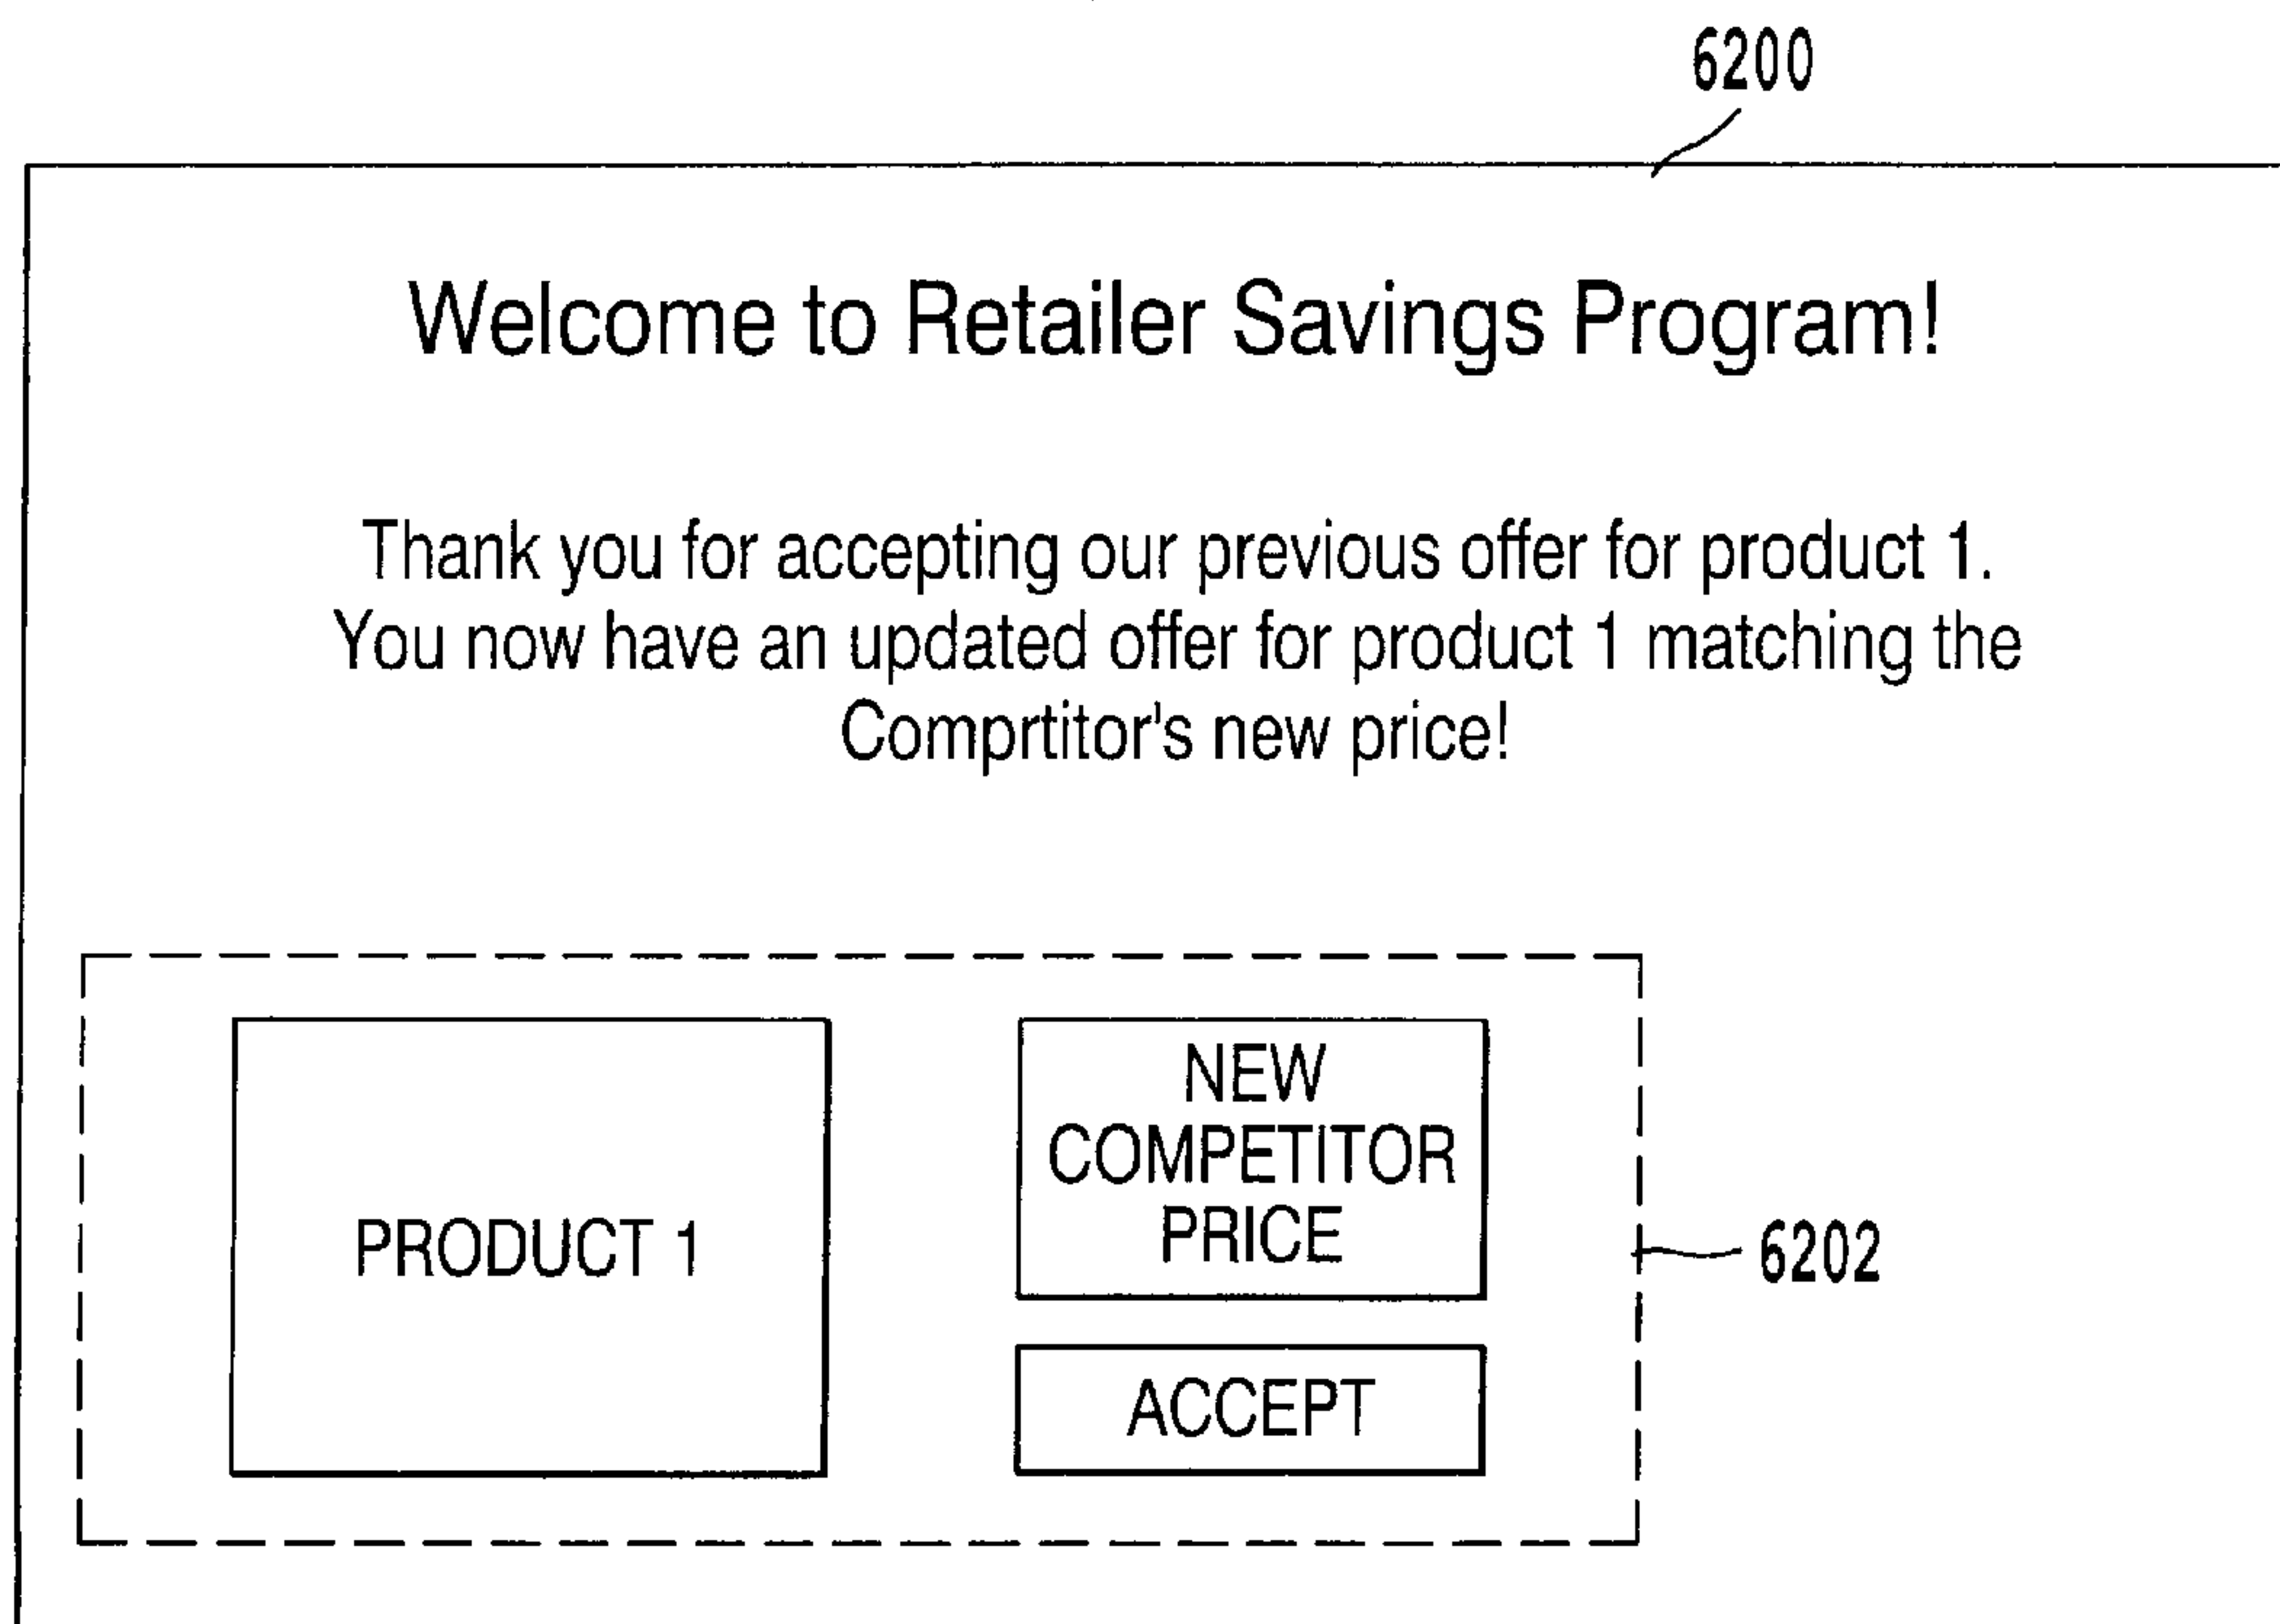 6200
Welcome to Retailer Savings Program!
Thank you for accepting our previous offer for product 1.
You now have an updated offer for product 1 matching the
Comprtitor's new price!
PRODUCT 1
NEW
COMPETITOR
PRICE
ACCEPT
6202